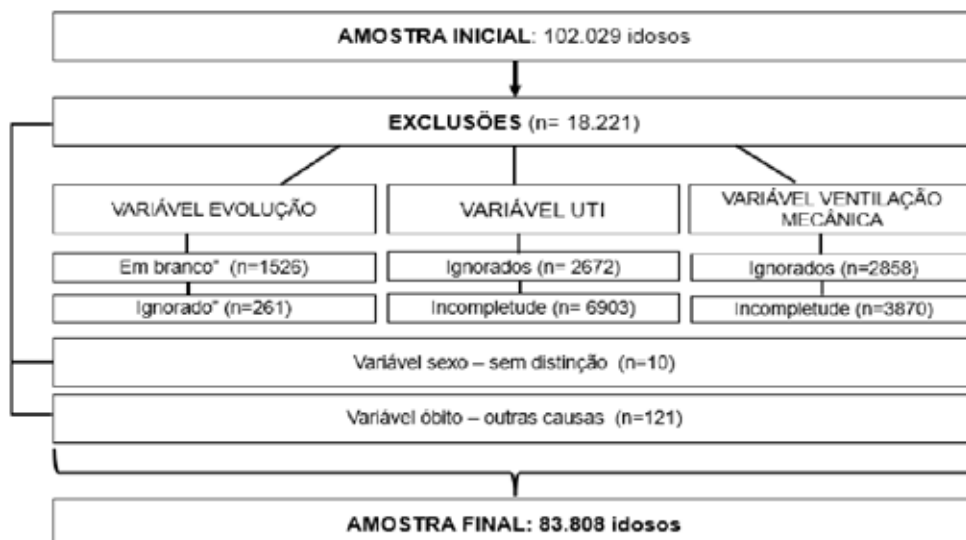 AMOSTRA INICIAL: 102.029 idosos
EXCLUSÕES (n= 18.221)
VARIÁVEL EVOLUÇÃO
Em branco* (n=1526)
Ignorado* (n=261)
VARIÁVEL UTI
Ignorados (n= 2672)
Incompletude (n= 6903)
VARIÁVEL VENTILAÇÃO
MECÂNICA
Ignorados (n=2858)
Incompletude (n=3870)
Variável sexo – sem distinção (n=10)
Variável óbito – outras causas (n=121)
AMOSTRA FINAL: 83.808 idosos